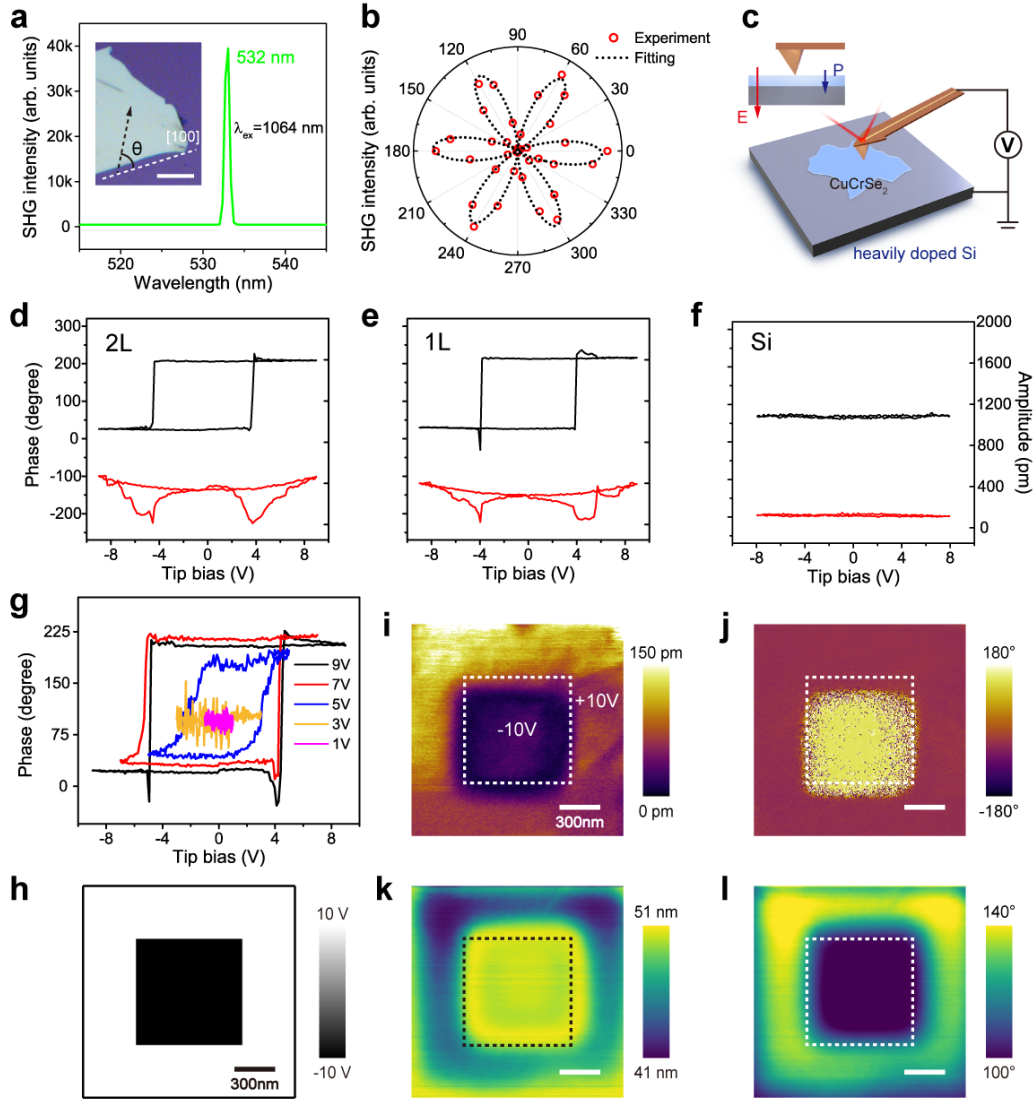 a
SHG intensity (arb. units)
40k
30k
20k
10k
0
532 nm
λex=1064 nm
[100]
θ
520
530
540
Wavelength (nm)
b
SHG intensity (arb. units)
90
60
30
0
330
300
270
240
210
180
150
120
Experiment
Fitting
c
P
E
V
CuCrSe2
heavily doped Si
d
2L
Phase (degree)
300
200
100
0
-100
-200
-8
-4
0
4
8
Tip bias (V)
e
1L
-8
-4
0
4
8
Tip bias (V)
f
Si
2000
1600
1200
800
400
0
Amplitude (pm)
-8
-4
0
4
8
Tip bias (V)
g
Phase (degree)
225
150
75
0
9V
7V
5V
3V
1V
-8
-4
0
4
8
Tip bias (V)
i
-10V
+10V
300nm
150 pm
0 pm
j
180°
-180°
h
300nm
10 V
-10 V
k
51 nm
41 nm
l
140°
100°